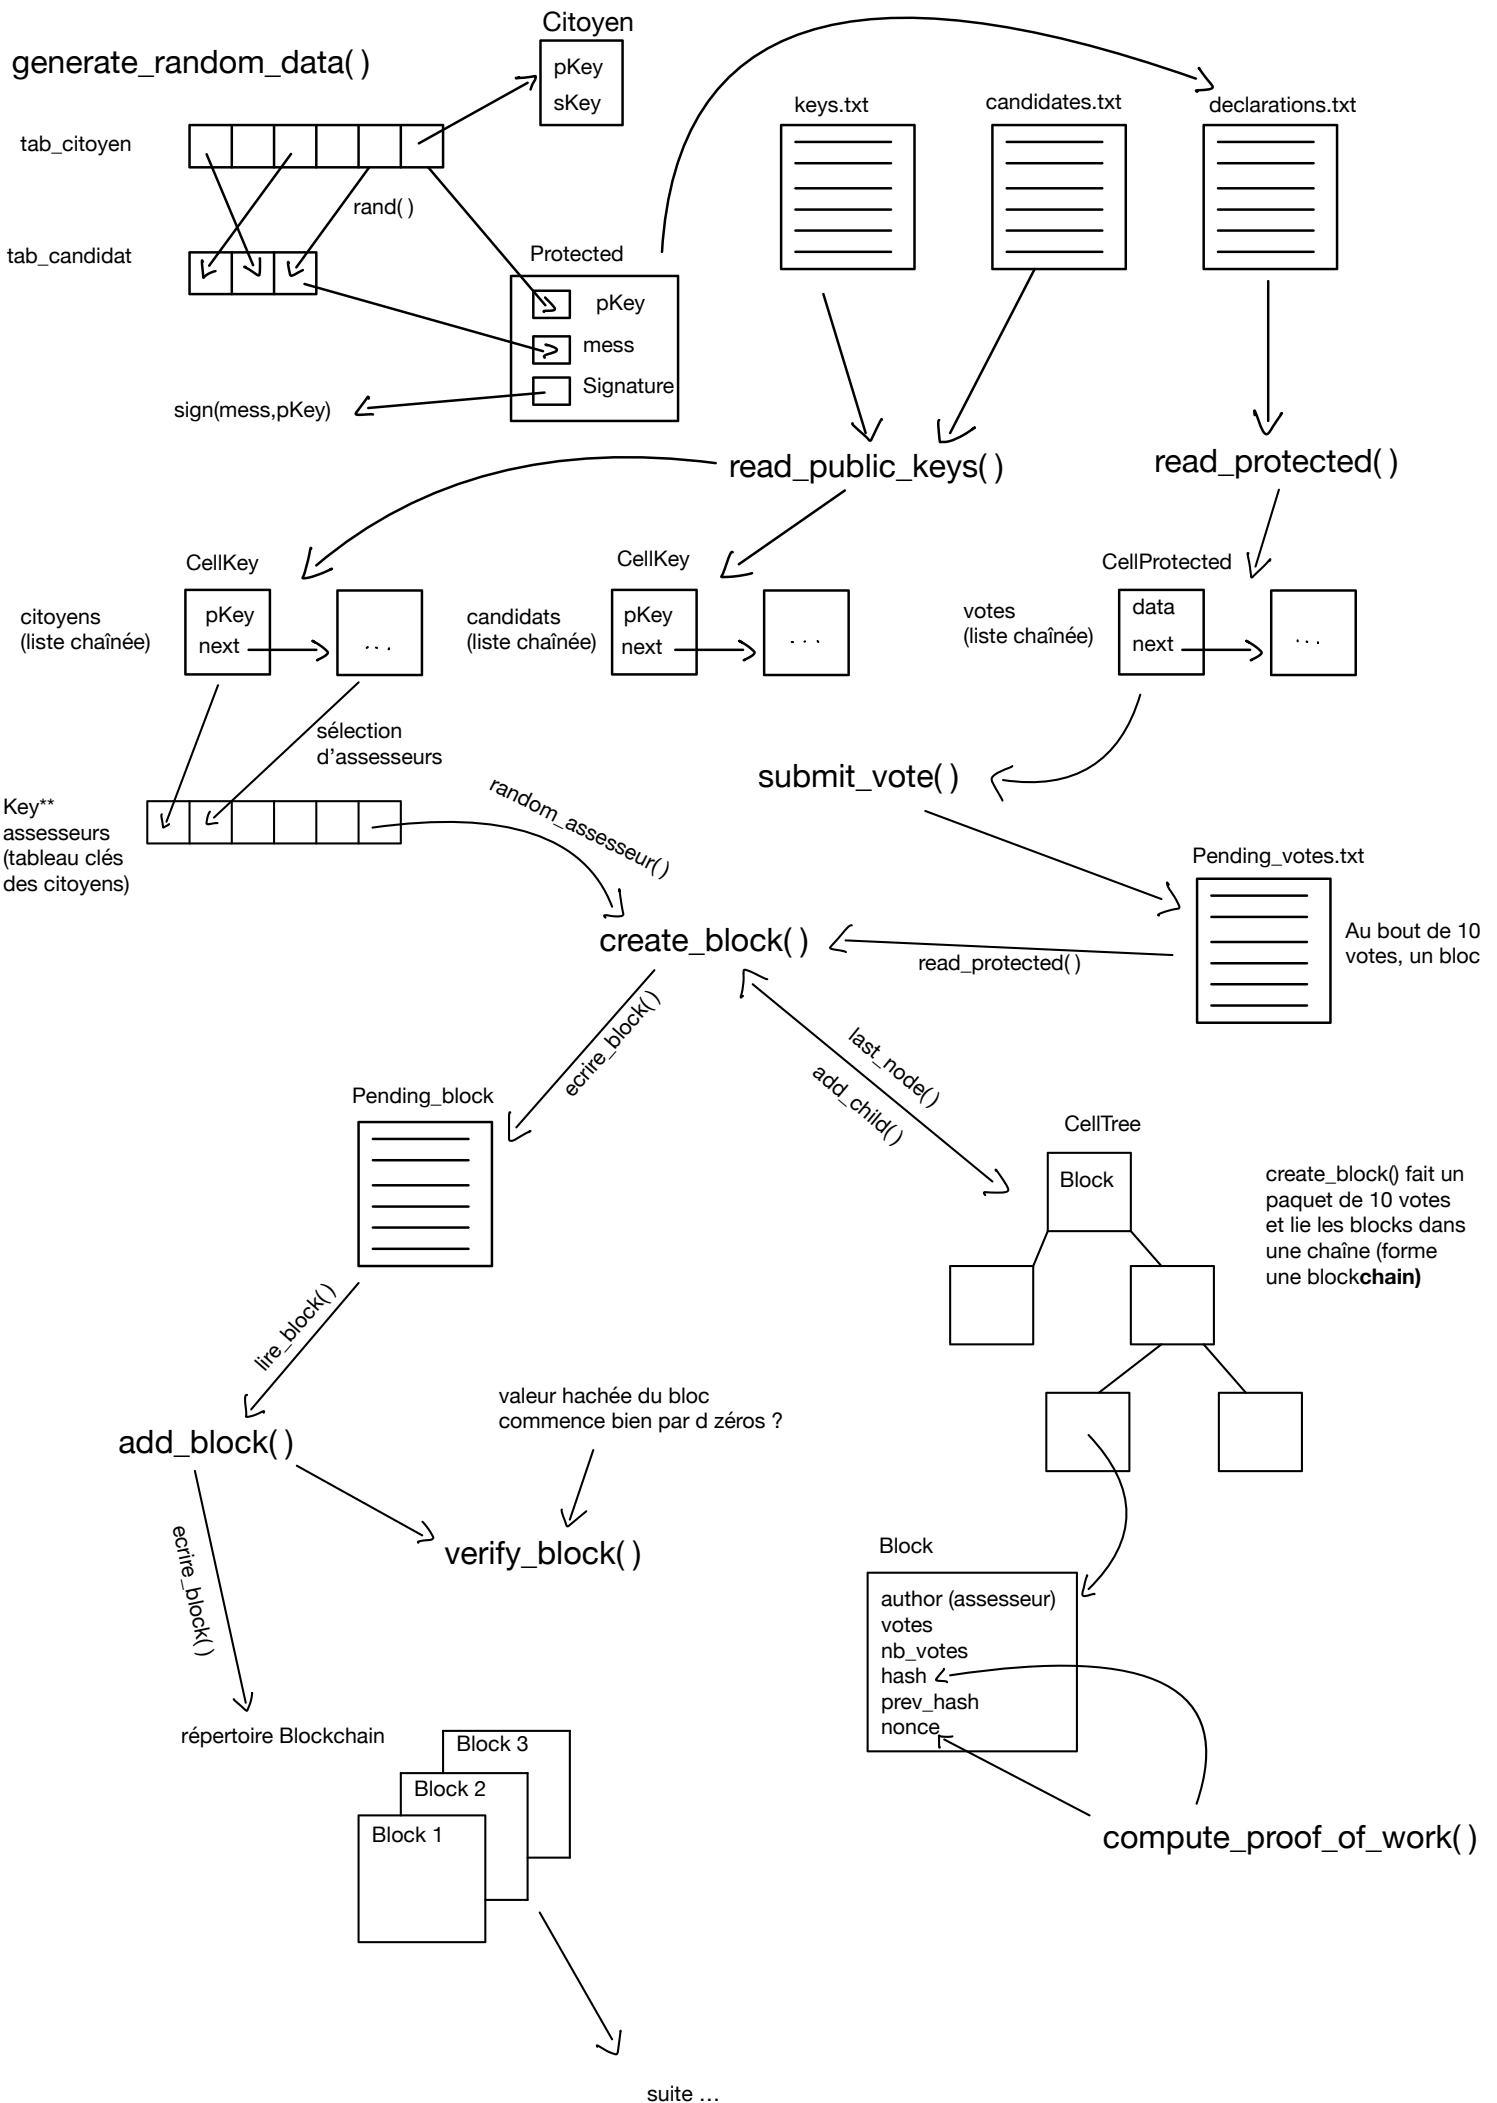 Citoyen
generate_random_data( )
pKey
sKey
keys.txt
candidates.txt
declarations.txt
tab_citoyen
rand( )
tab_candidat
Protected
pKey
mess
Signature
sign(mess,pKey)
read_public_keys( )
read_protected( )
CellKey
CellKey
CellProtected
citoyens
(liste chaînée)
pKey
next
. . .
candidats
(liste chaînée)
pKey
next
. . .
votes
(liste chaînée)
data
next
. . .
sélection
d'assesseurs
submit_vote( )
random_assesseur( )
Key**
assesseurs
(tableau clés
des citoyens)
Pending_votes.txt
create_block( )
read_protected( )
Au bout de 10
votes, un bloc
ecrire_block( )
last_node( )
add_child( )
Pending_block
CellTree
Block
create_block() fait un
paquet de 10 votes
et lie les blocks dans
une chaîne (forme
une blockchain)
lire_block( )
valeur hachée du bloc
commence bien par d zéros ?
add_block( )
ecrire_block( )
verify_block( )
Block
author (assesseur)
votes
nb_votes
hash
prev_hash
nonce
répertoire Blockchain
Block 3
Block 2
Block 1
compute_proof_of_work( )
suite …